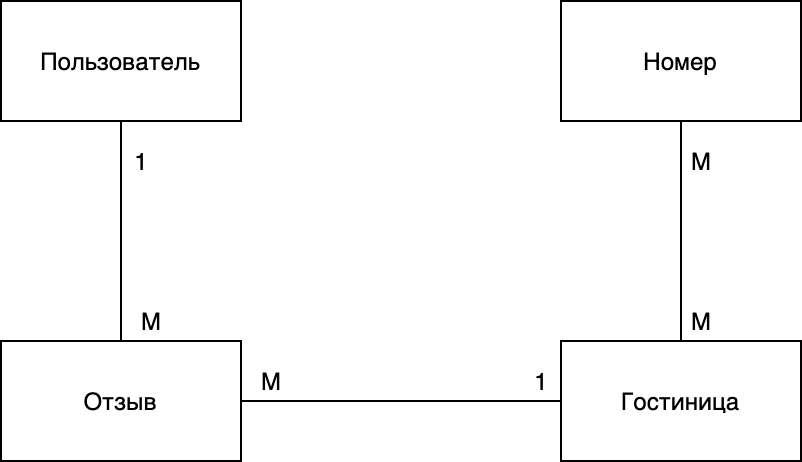 Пользователь
Номер
1
М
М
М
Отзыв
М
1
Гостиница